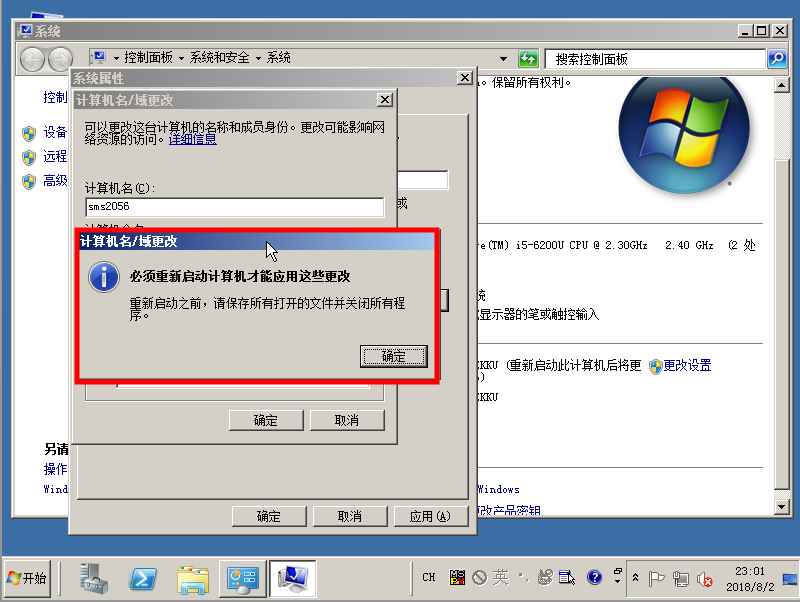 系统
控制面板 系统和安全 系统
搜索控制面板
系统属性
。保留所有权利。
控制
计算机名/域更改
设备
远程
高级
可以更改这台计算机的名称和成员身份。更改可能影响网
络资源的访问。详细信息
计算机名(C):
sms2056
或
计算机名/域更改
必须重新启动计算机才能应用这些更改
重新启动之前，请保存所有打开的文件并关闭所有程
序。
确定
(TM) i5-6200U CPU @ 2.30GHz 2.40 GHz (2 处
统
显示器的笔或触控输入
KKU (重新启动此计算机后将更
更改设置
KKU
确定 取消
另请
操作
Wind
Windows
改产品密钥
确定 取消 应用(A)
开始
CH
英
23:01
2018/8/2